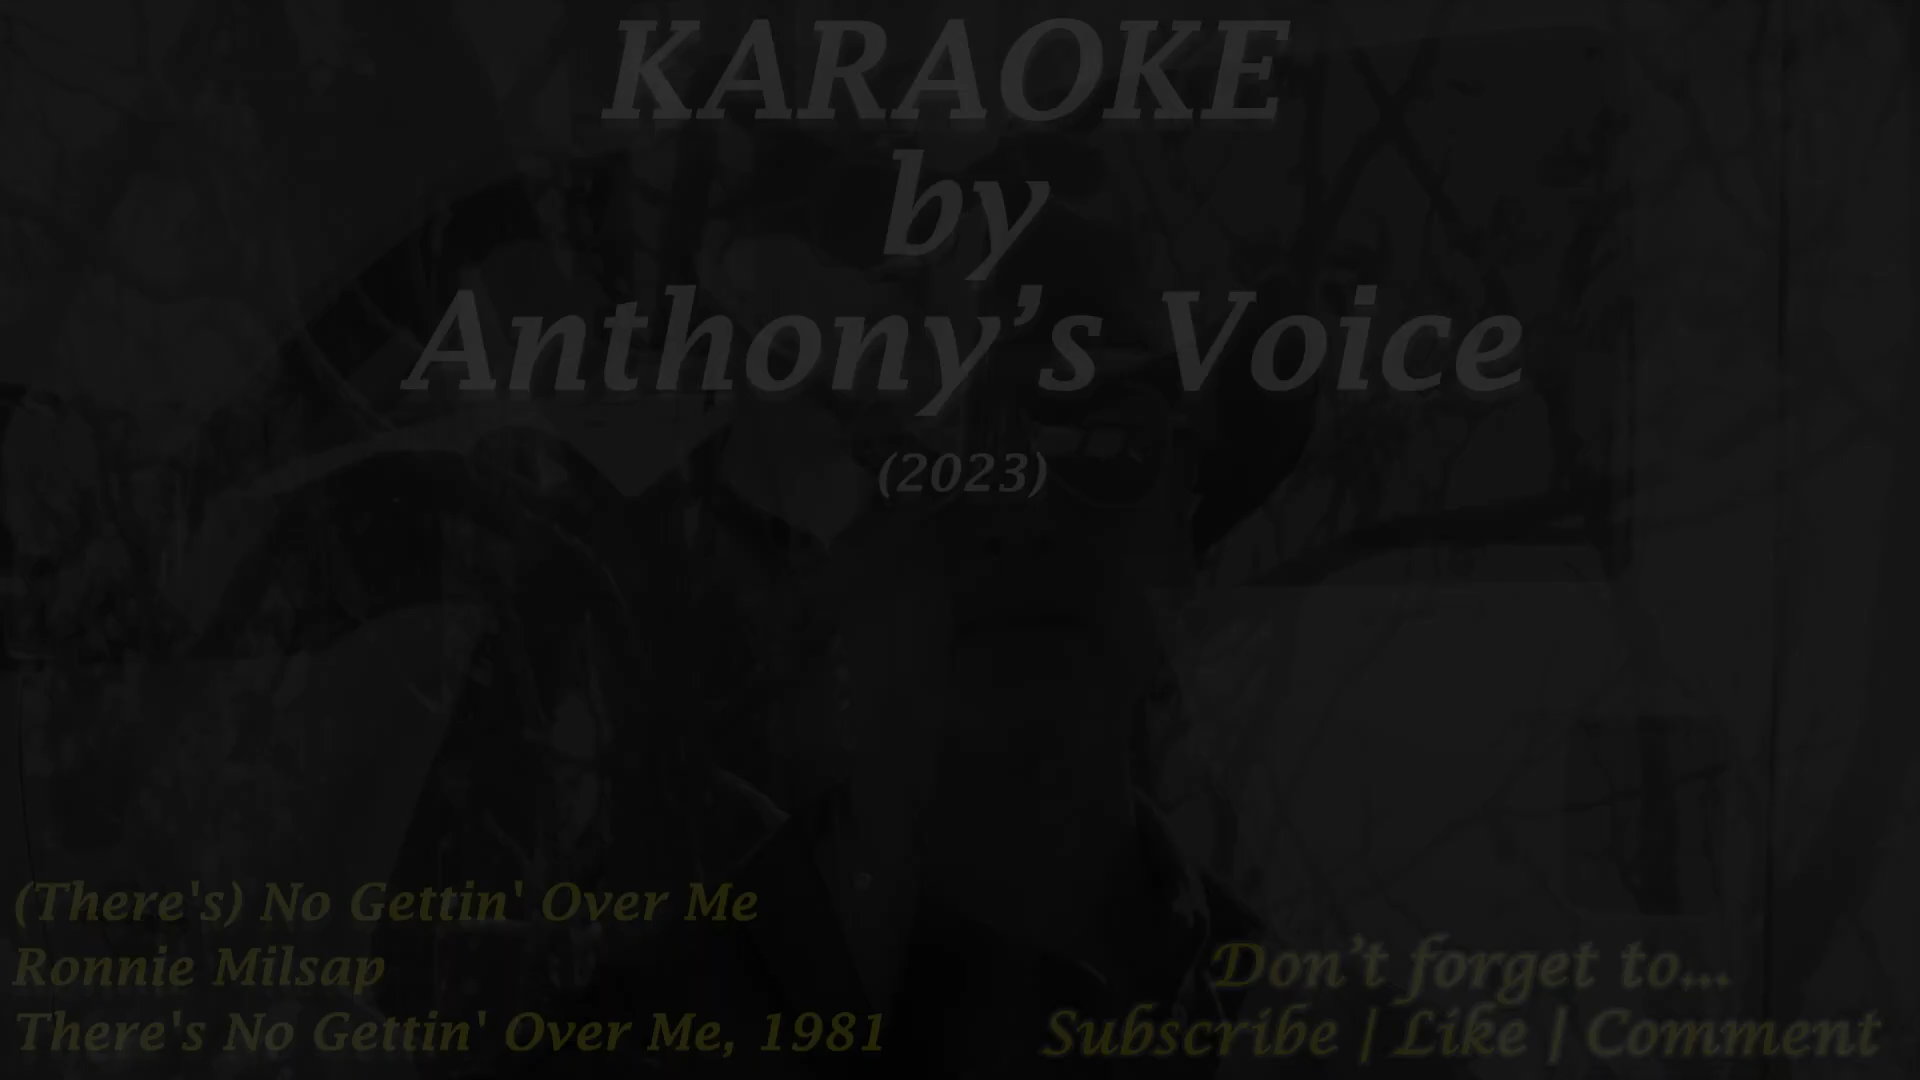 KARAOKE
by
Anthony’s Voice
(2023)
(There's) No Gettin' Over Me
Ronnie Milsap
There's No Gettin' Over Me, 1981
Don’t forget to...
Subscribe | Like | Comment